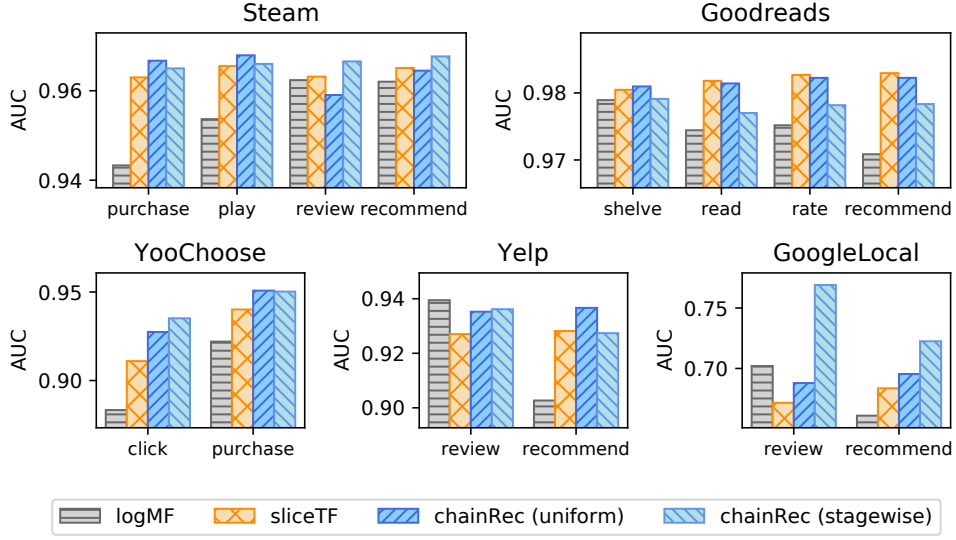 Steam
AUC
0.96
0.94
purchase play review recommend
Goodreads
AUC
0.98
0.97
shelve read rate recommend
YooChoose
AUC
0.95
0.90
click purchase
Yelp
AUC
0.94
0.92
0.90
review recommend
GoogleLocal
AUC
0.75
0.70
review recommend
logMF sliceTF chainRec (uniform) chainRec (stagewise)